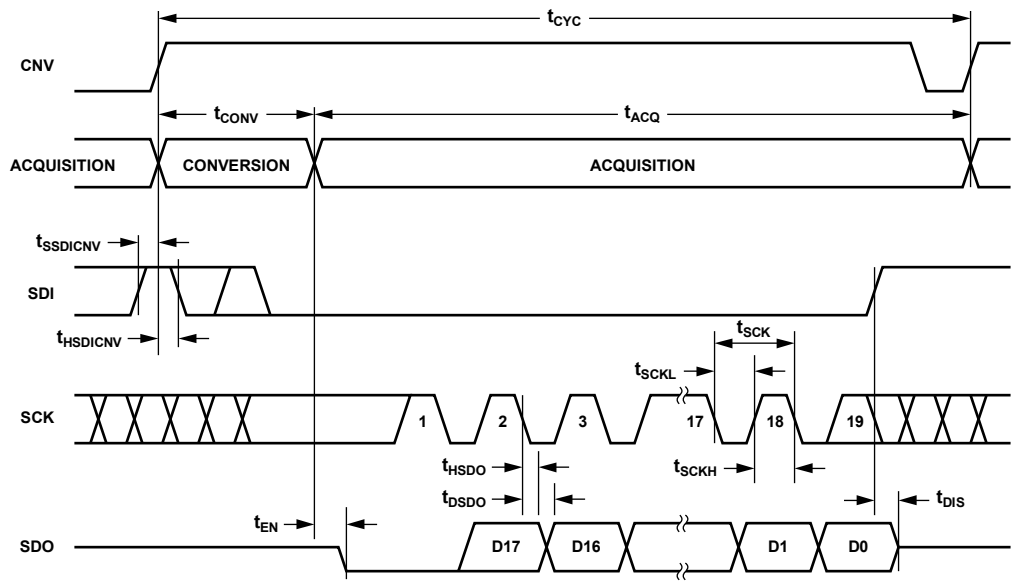 tCYC
CNV
tCONV
tACQ
ACQUISITION
CONVERSION
ACQUISITION
tSSDICNV
SDI
tHSDICNV
tSCK
tSCKL
SCK
1
2
3
17
18
19
tHSDO
tSCKH
tDSDO
tEN
tDIS
SDO
D17
D16
D1
D0